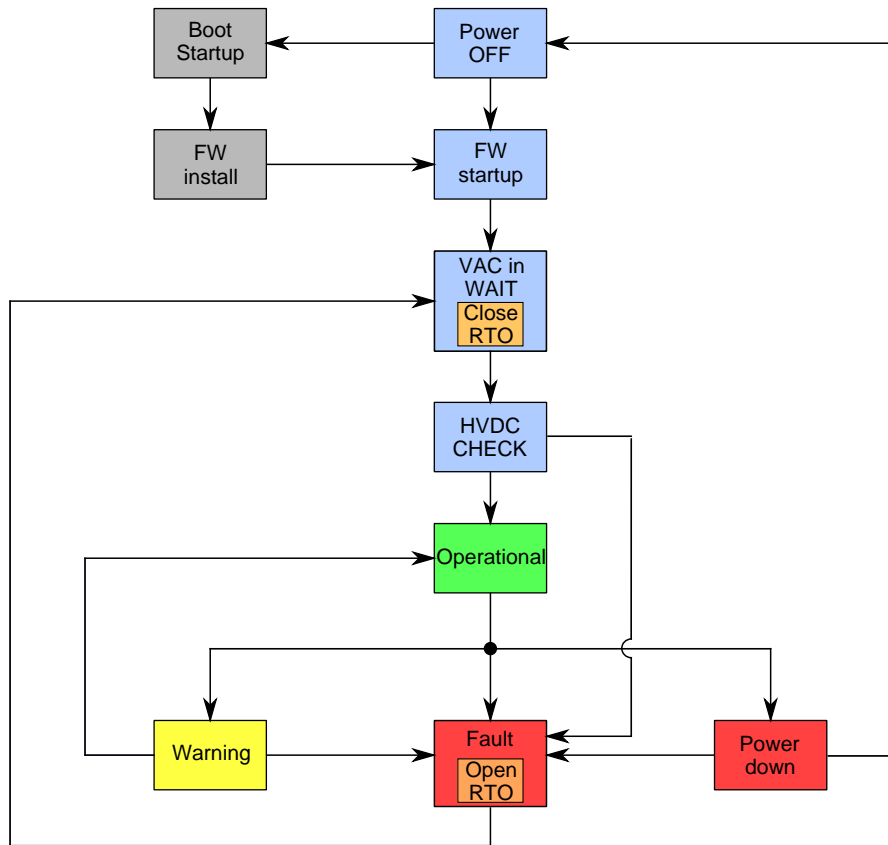 Boot
Startup
Power
OFF
FW
install
FW
startup
VAC in
WAIT
Close
RTO
HVDC
CHECK
Operational
Warning
Fault
Open
RTO
Power
down